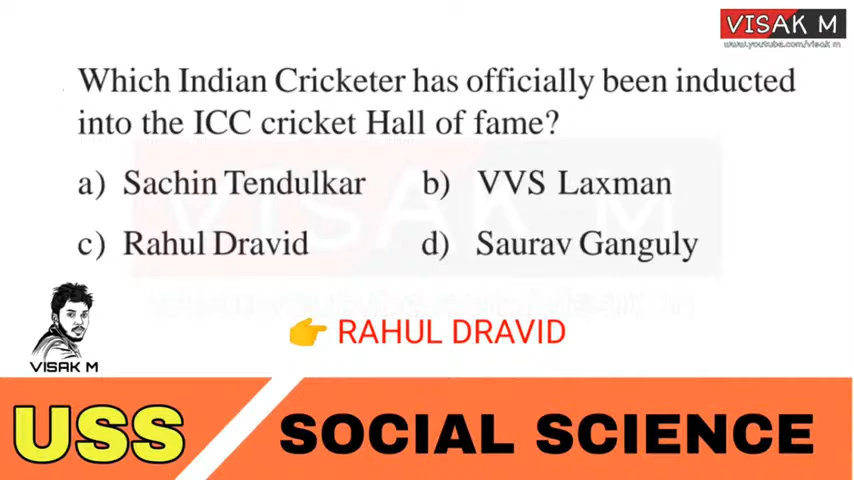 VISAK M
www.youtube.com/visak m
Which Indian Cricketer has officially been inducted
into the ICC cricket Hall of fame?
a) Sachin Tendulkar b) VVS Laxman
c) Rahul Dravid d) Saurav Ganguly
VISAK M
👉 RAHUL DRAVID
VISAK M
USS SOCIAL SCIENCE